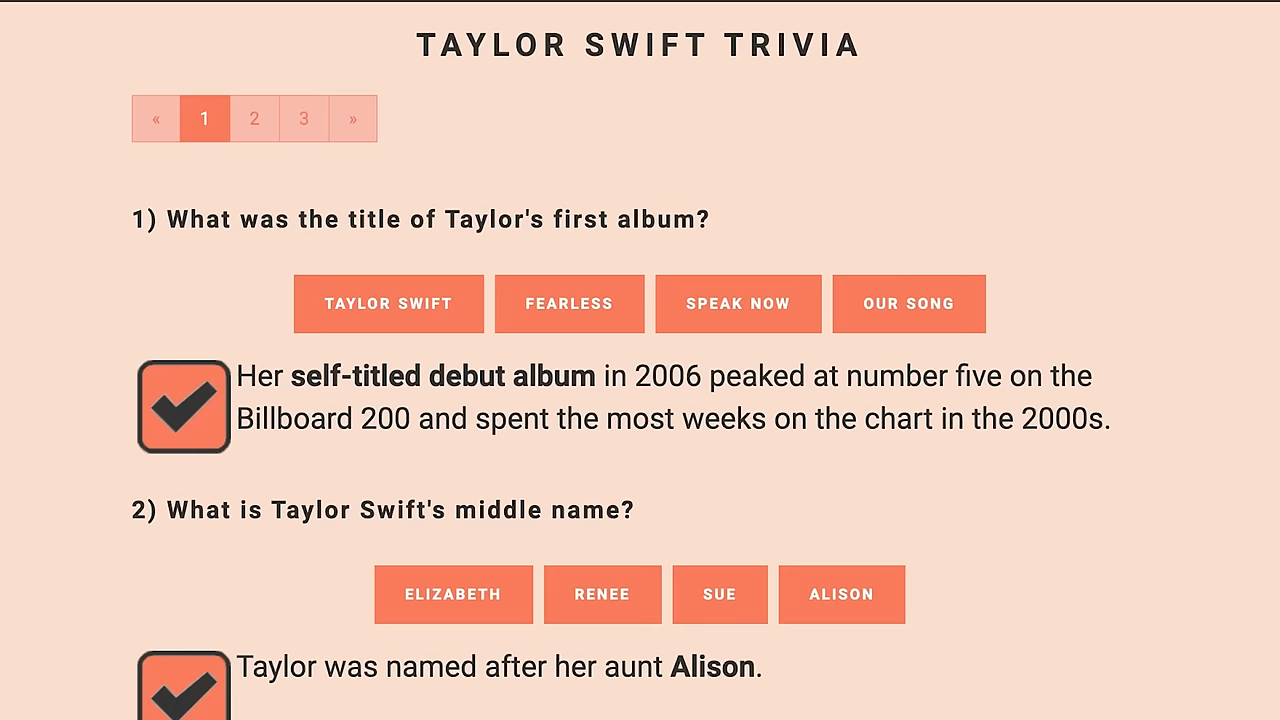 TAYLOR SWIFT TRIVIA
« 1 2 3 »
1) What was the title of Taylor's first album?
TAYLOR SWIFT FEARLESS SPEAK NOW OUR SONG
Her self-titled debut album in 2006 peaked at number five on the
Billboard 200 and spent the most weeks on the chart in the 2000s.
2) What is Taylor Swift's middle name?
ELIZABETH RENEE SUE ALISON
Taylor was named after her aunt Alison.